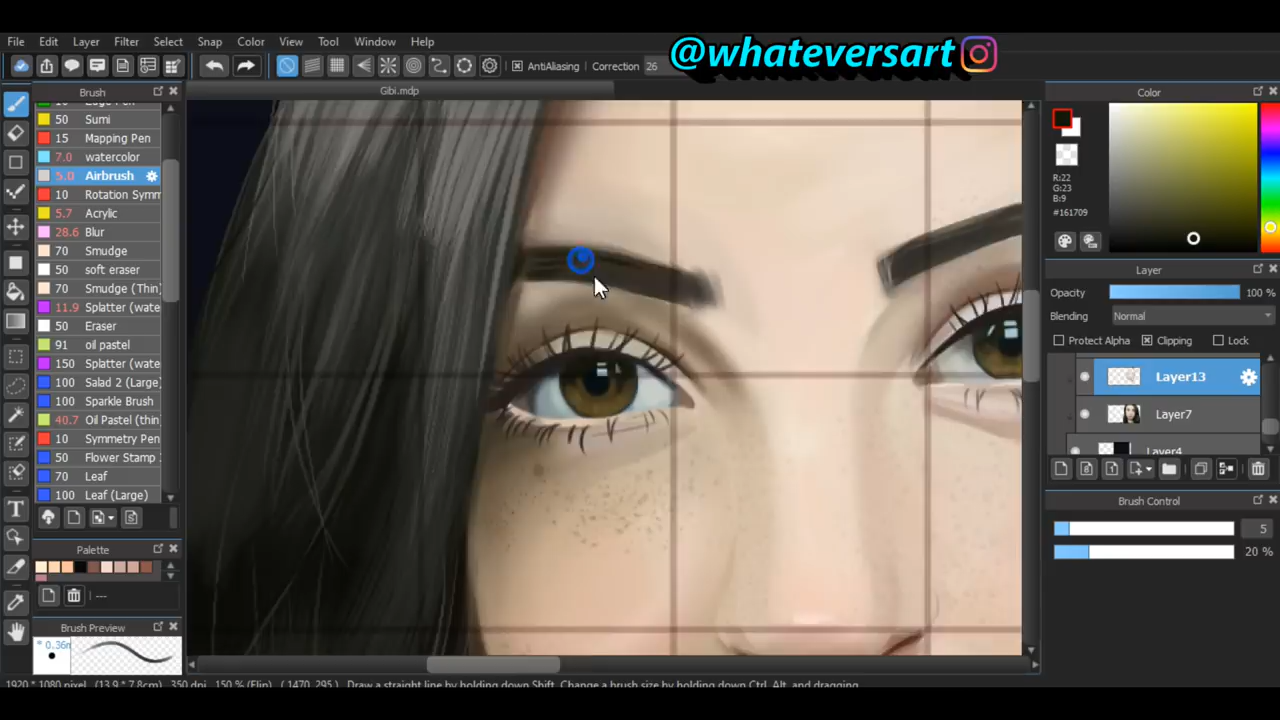 @whateversart
File Edit Layer Filter Select Snap Color View Tool Window Help
AntiAliasing Correction 26
Brush
Gibi.mdp
Color
50 Sumi
15 Mapping Pen
7.0 watercolor
5.0 Airbrush
10 Rotation Symm
5.7 Acrylic
28.6 Blur
70 Smudge
50 soft eraser
70 Smudge (Thin)
11.9 Splatter (wate
50 Eraser
91 oil pastel
150 Splatter (wate
100 Salad 2 (Large)
100 Sparkle Brush
40.7 Oil Pastel (thin)
10 Symmetry Pen
50 Flower Stamp
70 Leaf
100 Leaf (Large)
T
Palette
---
Brush Preview
* 0.36m
R:22
G:23
B:9
#161709
Layer
Opacity 100 %
Blending Normal
Protect Alpha Clipping Lock
Layer13
Layer7
Layer4
Brush Control
5
20 %
1920 * 1080 pixel (13.9 * 7.8cm) 350 dpi 150 % (Flip) ( 1470, 295 ) Draw a straight line by holding down Shift, Change a brush size by holding down Ctrl, Alt, and dragging